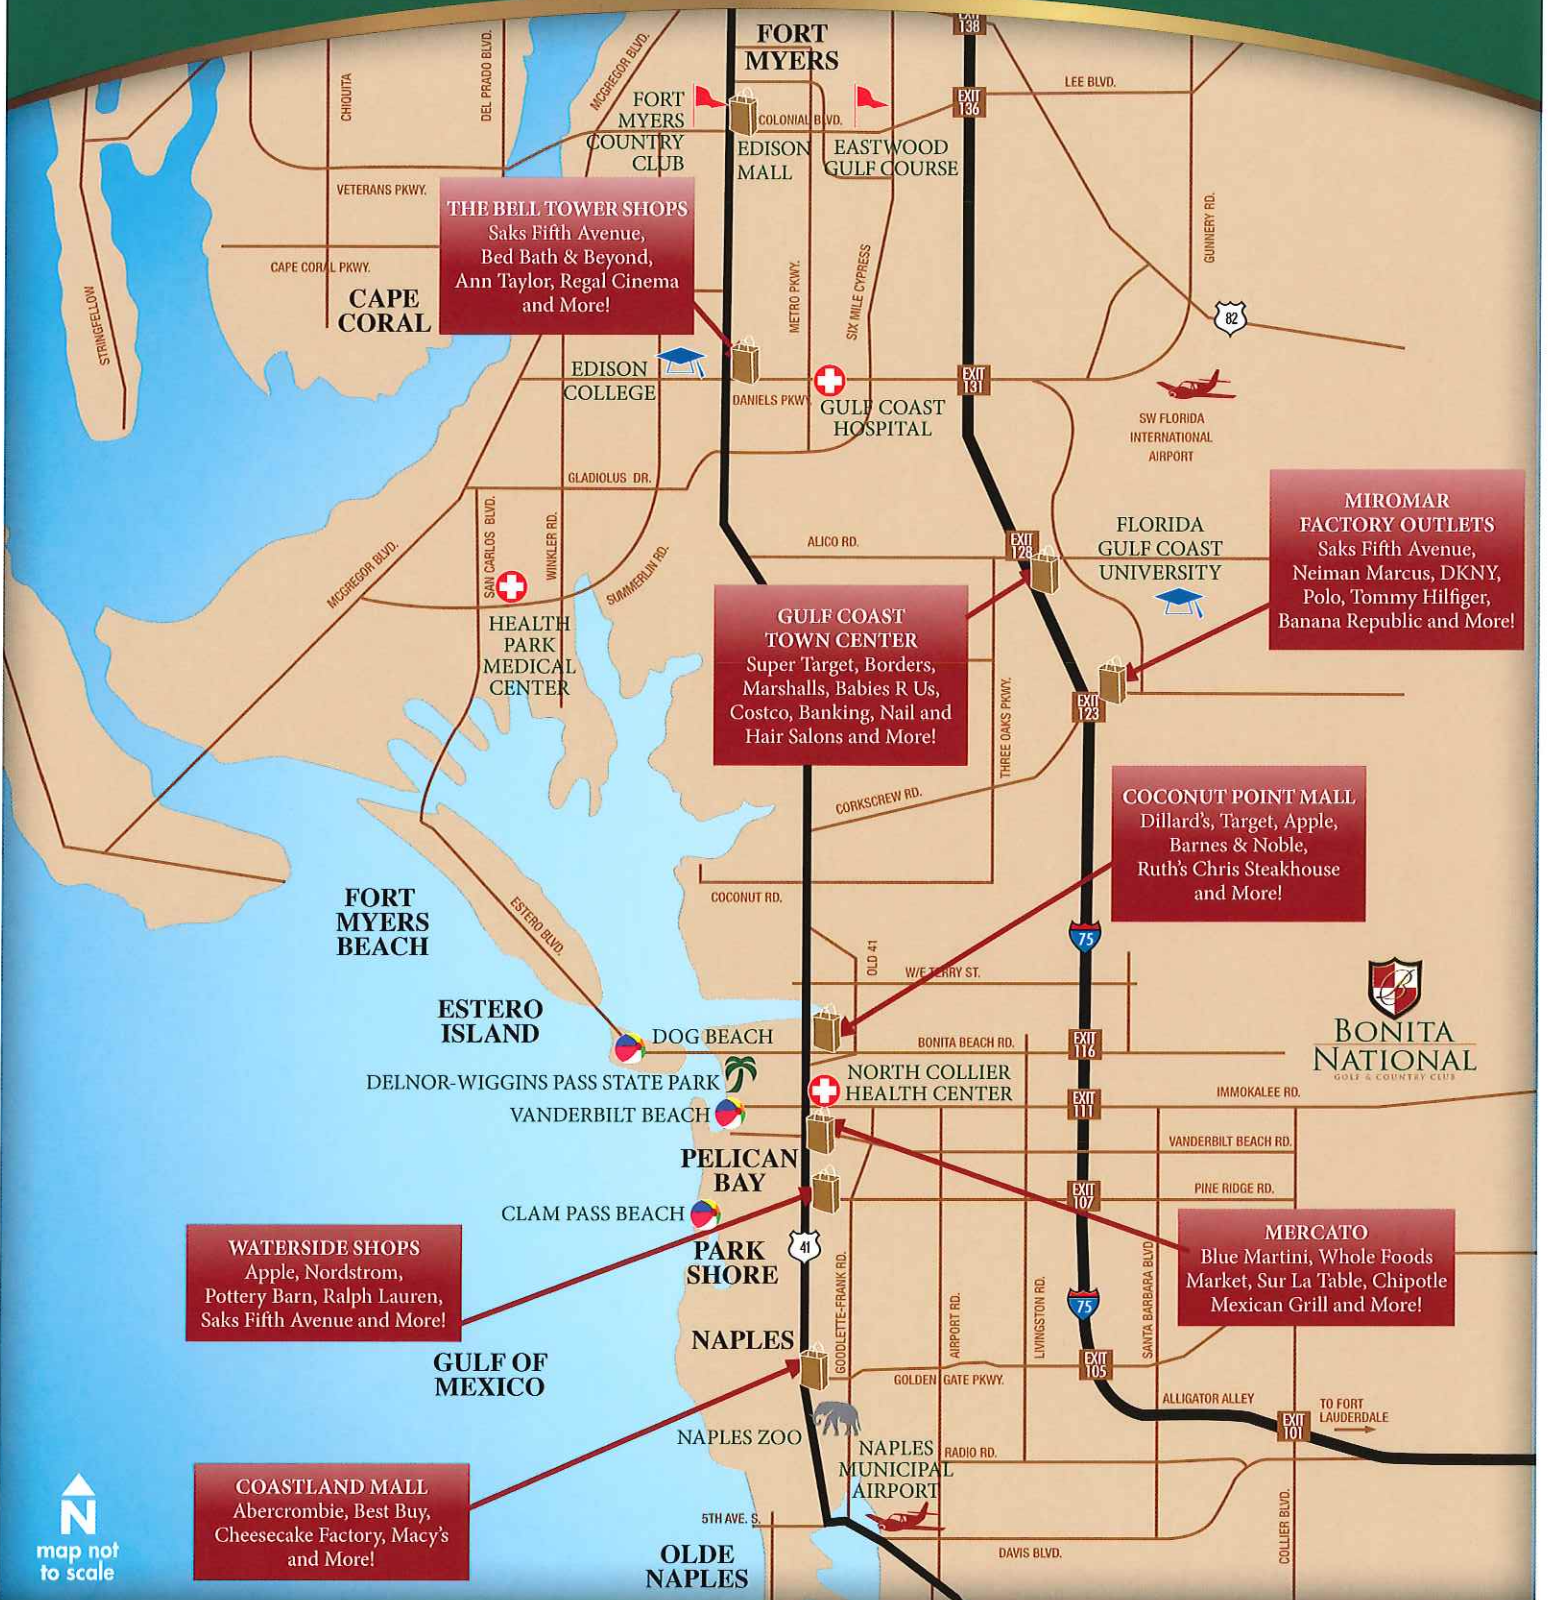 EXIT
138
FORT
MYERS
CHIQUITA
DEL PRADO BLVD.
MCGREGOR BLVD.
LEE BLVD.
FORT
MYERS
COUNTRY
CLUB
COLONIAL BLVD.
EXIT
136
EDISON
MALL
EASTWOOD
GULF COURSE
VETERANS PKWY.
THE BELL TOWER SHOPS
Saks Fifth Avenue,
Bed Bath & Beyond,
Ann Taylor, Regal Cinema
and More!
GUNNERY RD.
CAPE CORAL PKWY.
CAPE
CORAL
STRINGFELLOW
METRO PKWY.
SIX MILE CYPRESS
82
EDISON
COLLEGE
DANIELS PKWY
GULF COAST
HOSPITAL
EXIT
131
SW FLORIDA
INTERNATIONAL
AIRPORT
GLADIOLUS DR.
SAN CARLOS BLVD.
WINKLER RD.
SUMMERLIN RD.
MCGREGOR BLVD.
ALICO RD.
EXIT
128
FLORIDA
GULF COAST
UNIVERSITY
MIROMAR
FACTORY OUTLETS
Saks Fifth Avenue,
Neiman Marcus, DKNY,
Polo, Tommy Hilfiger,
Banana Republic and More!
HEALTH
PARK
MEDICAL
CENTER
GULF COAST
TOWN CENTER
Super Target, Borders,
Marshalls, Babies R Us,
Costco, Banking, Nail and
Hair Salons and More!
THREE OAKS PKWY.
EXIT
123
CORKSCREW RD.
COCONUT POINT MALL
Dillard's, Target, Apple,
Barnes & Noble,
Ruth's Chris Steakhouse
and More!
FORT
MYERS
BEACH
ESTERO BLVD.
COCONUT RD.
OLD 41
75
W/E TERRY ST.
ESTERO
ISLAND
DOG BEACH
BONITA BEACH RD.
EXIT
116
BONITA
NATIONAL
GOLF & COUNTRY CLUB
DELNOR-WIGGINS PASS STATE PARK
NORTH COLLIER
HEALTH CENTER
VANDERBILT BEACH
EXIT
111
IMMOKALEE RD.
VANDERBILT BEACH RD.
PELICAN
BAY
EXIT
107
PINE RIDGE RD.
CLAM PASS BEACH
PARK
SHORE
41
WATERSIDE SHOPS
Apple, Nordstrom,
Pottery Barn, Ralph Lauren,
Saks Fifth Avenue and More!
MERCATO
Blue Martini, Whole Foods
Market, Sur La Table, Chipotle
Mexican Grill and More!
GOODLETTE-FRANK RD.
AIRPORT RD.
LIVINGSTON RD.
75
SANTA BARBARA BLVD
NAPLES
GULF OF
MEXICO
GOLDEN GATE PKWY.
EXIT
105
ALLIGATOR ALLEY
EXIT
101
TO FORT
LAUDERDALE
NAPLES ZOO
NAPLES
MUNICIPAL
AIRPORT
RADIO RD.
COASTLAND MALL
Abercrombie, Best Buy,
Cheesecake Factory, Macy's
and More!
5TH AVE. S.
DAVIS BLVD.
COLLIER BLVD.
OLDE
NAPLES
N
map not
to scale